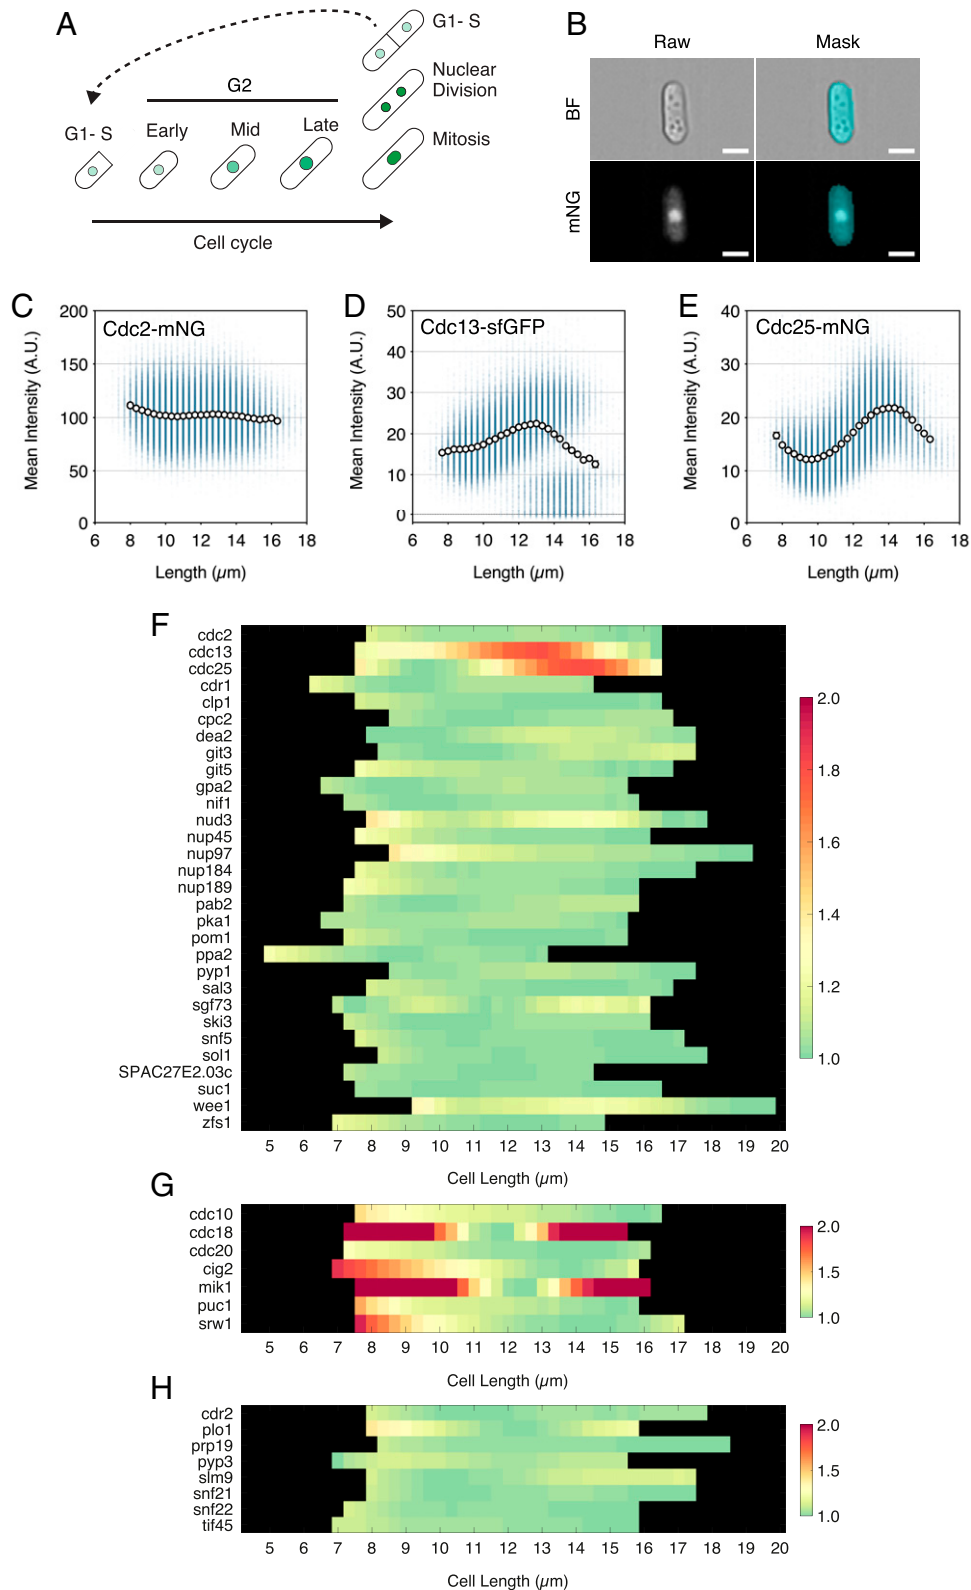 A
G1- S
Nuclear
Division
G2
G1- S
Early
Mid
Late
Mitosis
Cell cycle
B
Raw
Mask
BF
mNG
C
Cdc2-mNG
Mean Intensity (A.U.)
200
150
100
50
0
6 8 10 12 14 16 18
Length (µm)
D
Cdc13-sfGFP
Mean Intensity (A.U.)
50
40
30
20
10
0
6 8 10 12 14 16 18
Length (µm)
E
Cdc25-mNG
Mean Intensity (A.U.)
40
30
20
10
0
6 8 10 12 14 16 18
Length (µm)
F
cdc2
cdc13
cdc25
cdr1
clp1
cpc2
dea2
git3
git5
gpa2
nif1
nud3
nup45
nup97
nup184
nup189
pab2
pka1
pom1
ppa2
pyp1
sal3
sgf73
ski3
snf5
sol1
SPAC27E2.03c
suc1
wee1
zfs1
5 6 7 8 9 10 11 12 13 14 15 16 17 18 19 20
Cell Length (µm)
2.0
1.8
1.6
1.4
1.2
1.0
G
cdc10
cdc18
cdc20
cig2
mik1
puc1
srw1
5 6 7 8 9 10 11 12 13 14 15 16 17 18 19 20
Cell Length (µm)
2.0
1.5
1.0
H
cdr2
plo1
prp19
pyp3
slm9
snf21
snf22
tif45
5 6 7 8 9 10 11 12 13 14 15 16 17 18 19 20
Cell Length (µm)
2.0
1.5
1.0